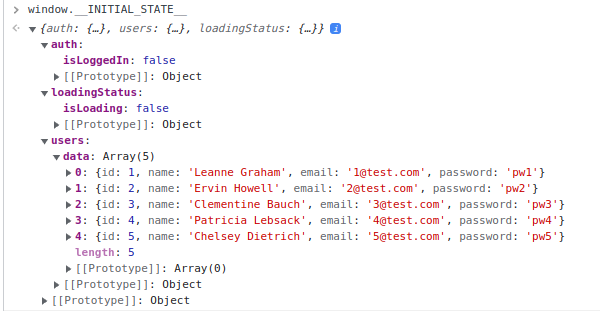 window.__INITIAL_STATE__
{auth: {…}, users: {…}, loadingStatus: {…}} i
auth:
isLoggedIn: false
[[Prototype]]: Object
loadingStatus:
isLoading: false
[[Prototype]]: Object
users:
data: Array(5)
0: {id: 1, name: 'Leanne Graham', email: '1@test.com', password: 'pw1'}
1: {id: 2, name: 'Ervin Howell', email: '2@test.com', password: 'pw2'}
2: {id: 3, name: 'Clementine Bauch', email: '3@test.com', password: 'pw3'}
3: {id: 4, name: 'Patricia Lebsack', email: '4@test.com', password: 'pw4'}
4: {id: 5, name: 'Chelsey Dietrich', email: '5@test.com', password: 'pw5'}
length: 5
[[Prototype]]: Array(0)
[[Prototype]]: Object
[[Prototype]]: Object